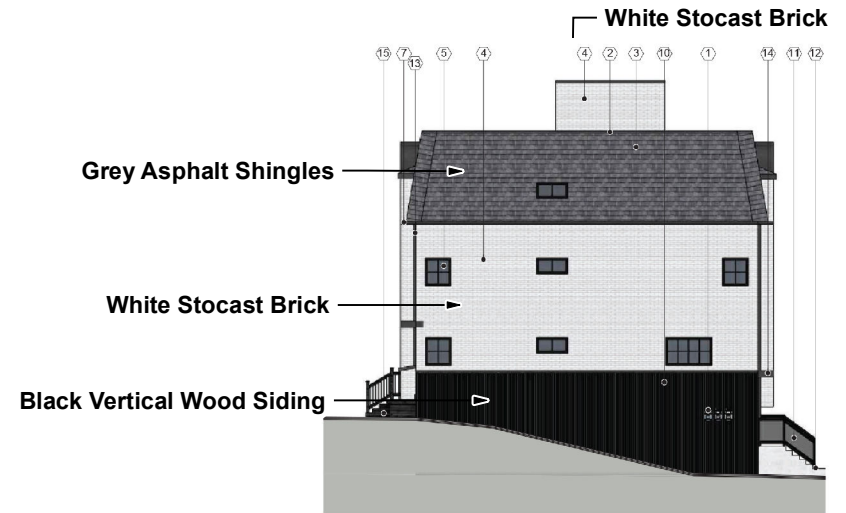 White Stocast Brick
15 7 13 5 4 4 2 3 10 1 14 11 12
Grey Asphalt Shingles
White Stocast Brick
Black Vertical Wood Siding